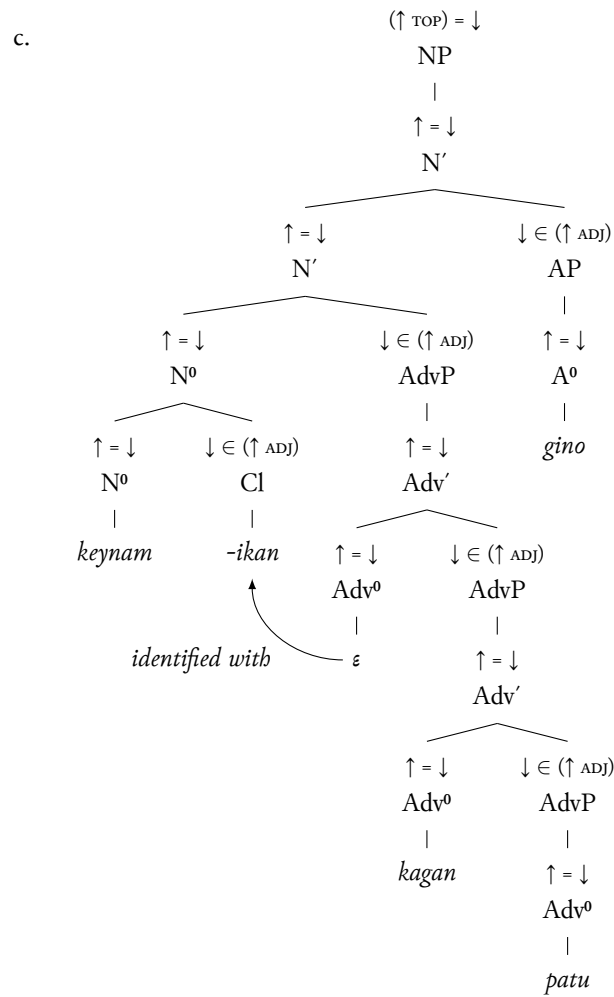 c.
(↑ TOP) = ↓
NP
↑ = ↓
N′
↑ = ↓ ↓ ∈ (↑ ADJ)
N′ AP
↑ = ↓ ↓ ∈ (↑ ADJ) ↑ = ↓
N⁰ AdvP A⁰
↑ = ↓ ↓ ∈ (↑ ADJ) ↑ = ↓ gino
N⁰ Cl Adv′
keynam -ikan ↑ = ↓ ↓ ∈ (↑ ADJ)
Adv⁰ AdvP
identified with ε ↑ = ↓
Adv′
↑ = ↓ ↓ ∈ (↑ ADJ)
Adv⁰ AdvP
kagan ↑ = ↓
Adv⁰
patu